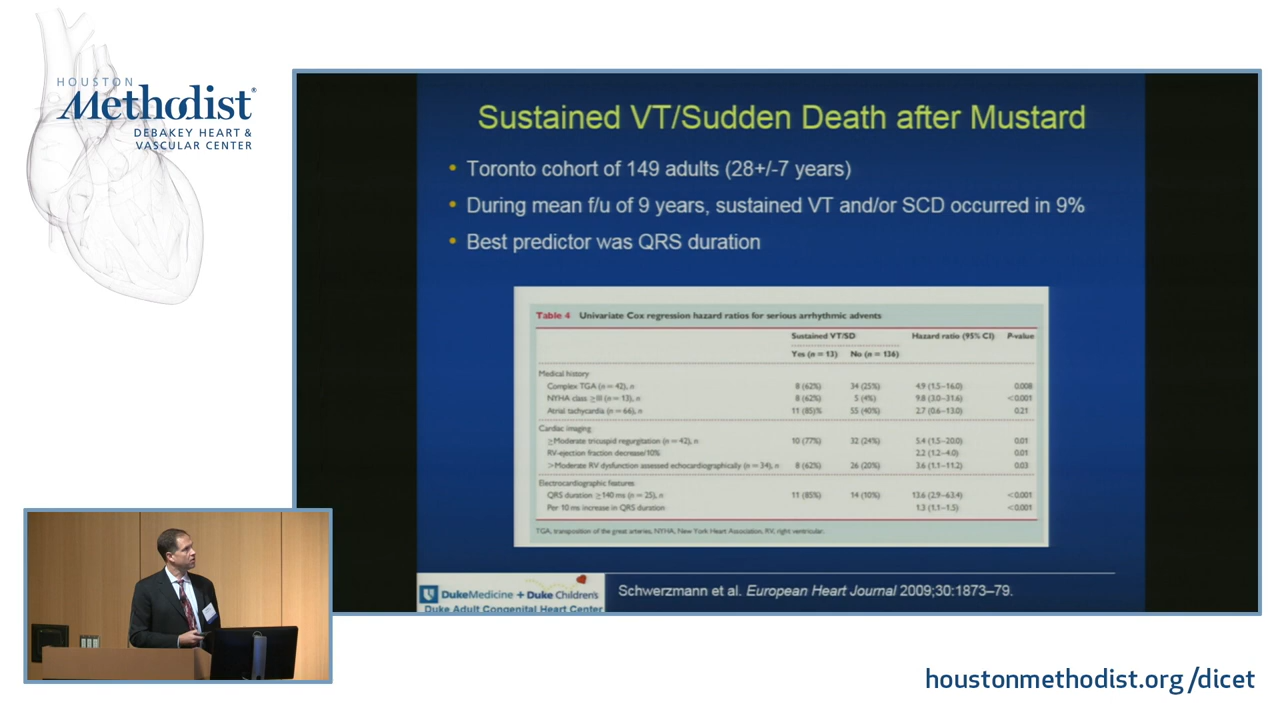 HOUSTON
Methodist®
DEBAKEY HEART &
VASCULAR CENTER
Sustained VT/Sudden Death after Mustard
• Toronto cohort of 149 adults (28+/-7 years)
• During mean f/u of 9 years, sustained VT and/or SCD occurred in 9%
• Best predictor was QRS duration
Table 4 Univariate Cox regression hazard ratios for serious arrhythmic advents
Sustained VT/SD Hazard ratio (95% CI) P-value
Yes (n = 13) No (n = 136)
Medical history
Complex TGA (n = 42), n 8 (62%) 34 (25%) 4.9 (1.5–16.0) 0.008
NYHA class ≥III (n = 13), n 8 (62%) 5 (4%) 9.8 (3.0–31.6) <0.001
Atrial tachycardia (n = 66), n 11 (85)% 55 (40%) 2.7 (0.6–13.0) 0.21
Cardiac imaging
≥Moderate tricuspid regurgitation (n = 42), n 10 (77%) 32 (24%) 5.4 (1.5–20.0) 0.01
RV-ejection fraction decrease/10% 2.2 (1.2–4.0) 0.01
>Moderate RV dysfunction assessed echocardiographically (n = 34), n 8 (62%) 26 (20%) 3.6 (1.1–11.2) 0.03
Electrocardiographic features
QRS duration ≥140 ms (n = 25), n 11 (85%) 14 (10%) 13.6 (2.9–63.4) <0.001
Per 10 ms increase in QRS duration 1.3 (1.1–1.5) <0.001
TGA, transposition of the great arteries; NYHA, New York Heart Association; RV, right ventricular.
DukeMedicine + Duke Children's
Duke Adult Congenital Heart Center
Schwerzmann et al. European Heart Journal 2009;30:1873–79.
houstonmethodist.org/dicet